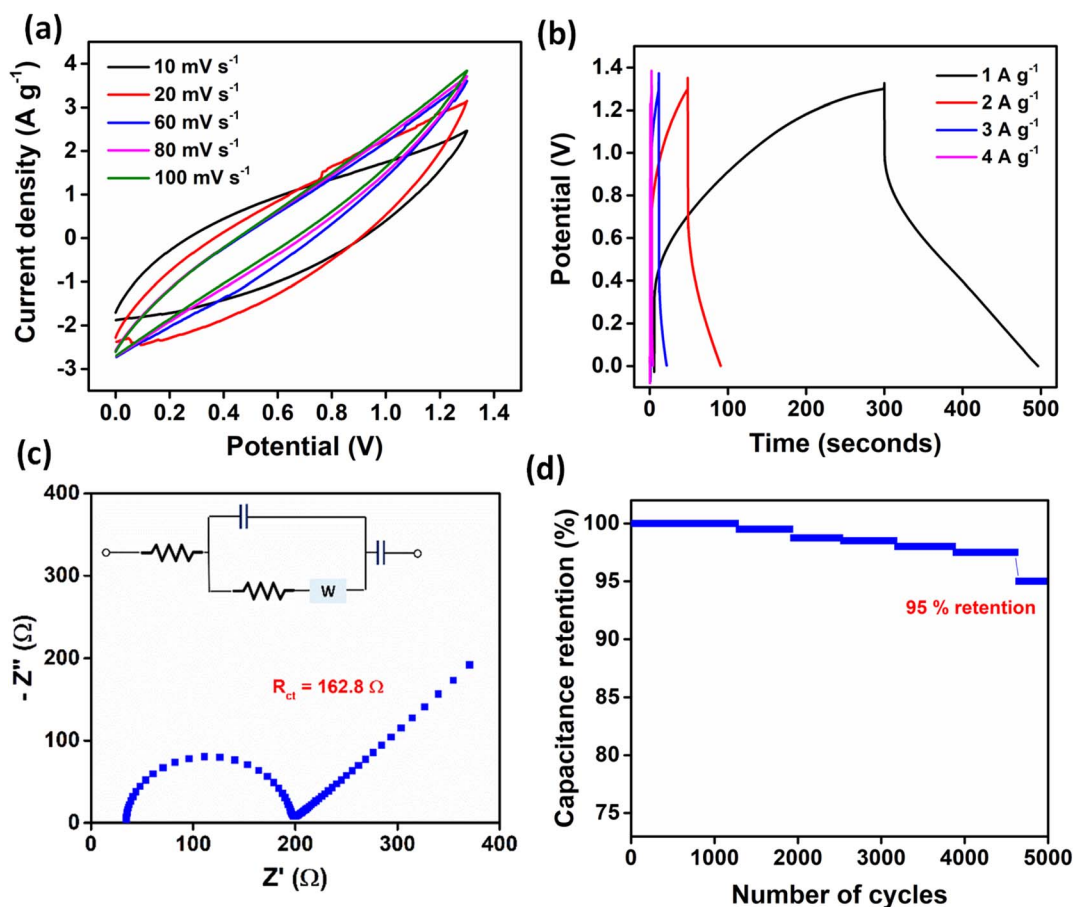 (a)
10 mV s⁻¹
20 mV s⁻¹
60 mV s⁻¹
80 mV s⁻¹
100 mV s⁻¹
Current density (A g⁻¹)
4
3
2
1
0
-1
-2
-3
0.0 0.2 0.4 0.6 0.8 1.0 1.2 1.4
Potential (V)
(b)
1 A g⁻¹
2 A g⁻¹
3 A g⁻¹
4 A g⁻¹
Potential (V)
1.4
1.2
1.0
0.8
0.6
0.4
0.2
0.0
0 100 200 300 400 500
Time (seconds)
(c)
- Z" (Ω)
400
300
200
100
0
W
R_ct = 162.8 Ω
0 100 200 300 400
Z' (Ω)
(d)
Capacitance retention (%)
100
95
90
85
80
75
95 % retention
0 1000 2000 3000 4000 5000
Number of cycles